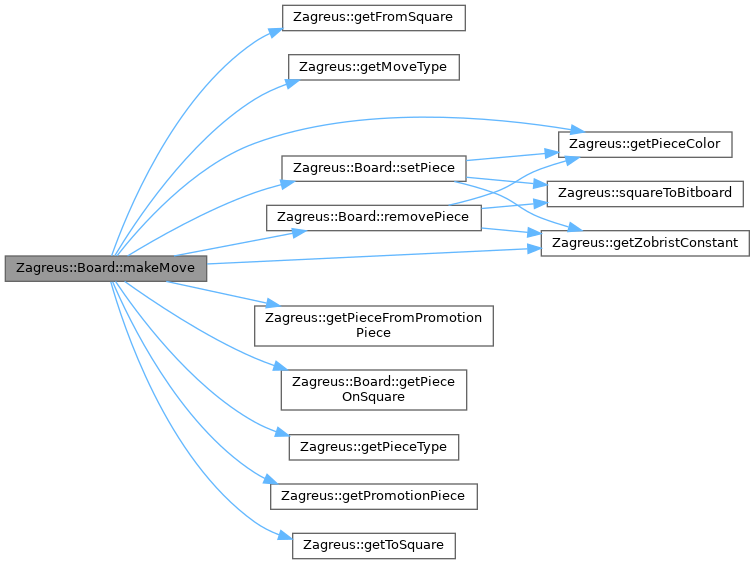 Zagreus::getFromSquare
Zagreus::getMoveType
Zagreus::getPieceColor
Zagreus::Board::setPiece
Zagreus::squareToBitboard
Zagreus::Board::removePiece
Zagreus::getZobristConstant
Zagreus::Board::makeMove
Zagreus::getPieceFromPromotion
Piece
Zagreus::Board::getPiece
OnSquare
Zagreus::getPieceType
Zagreus::getPromotionPiece
Zagreus::getToSquare